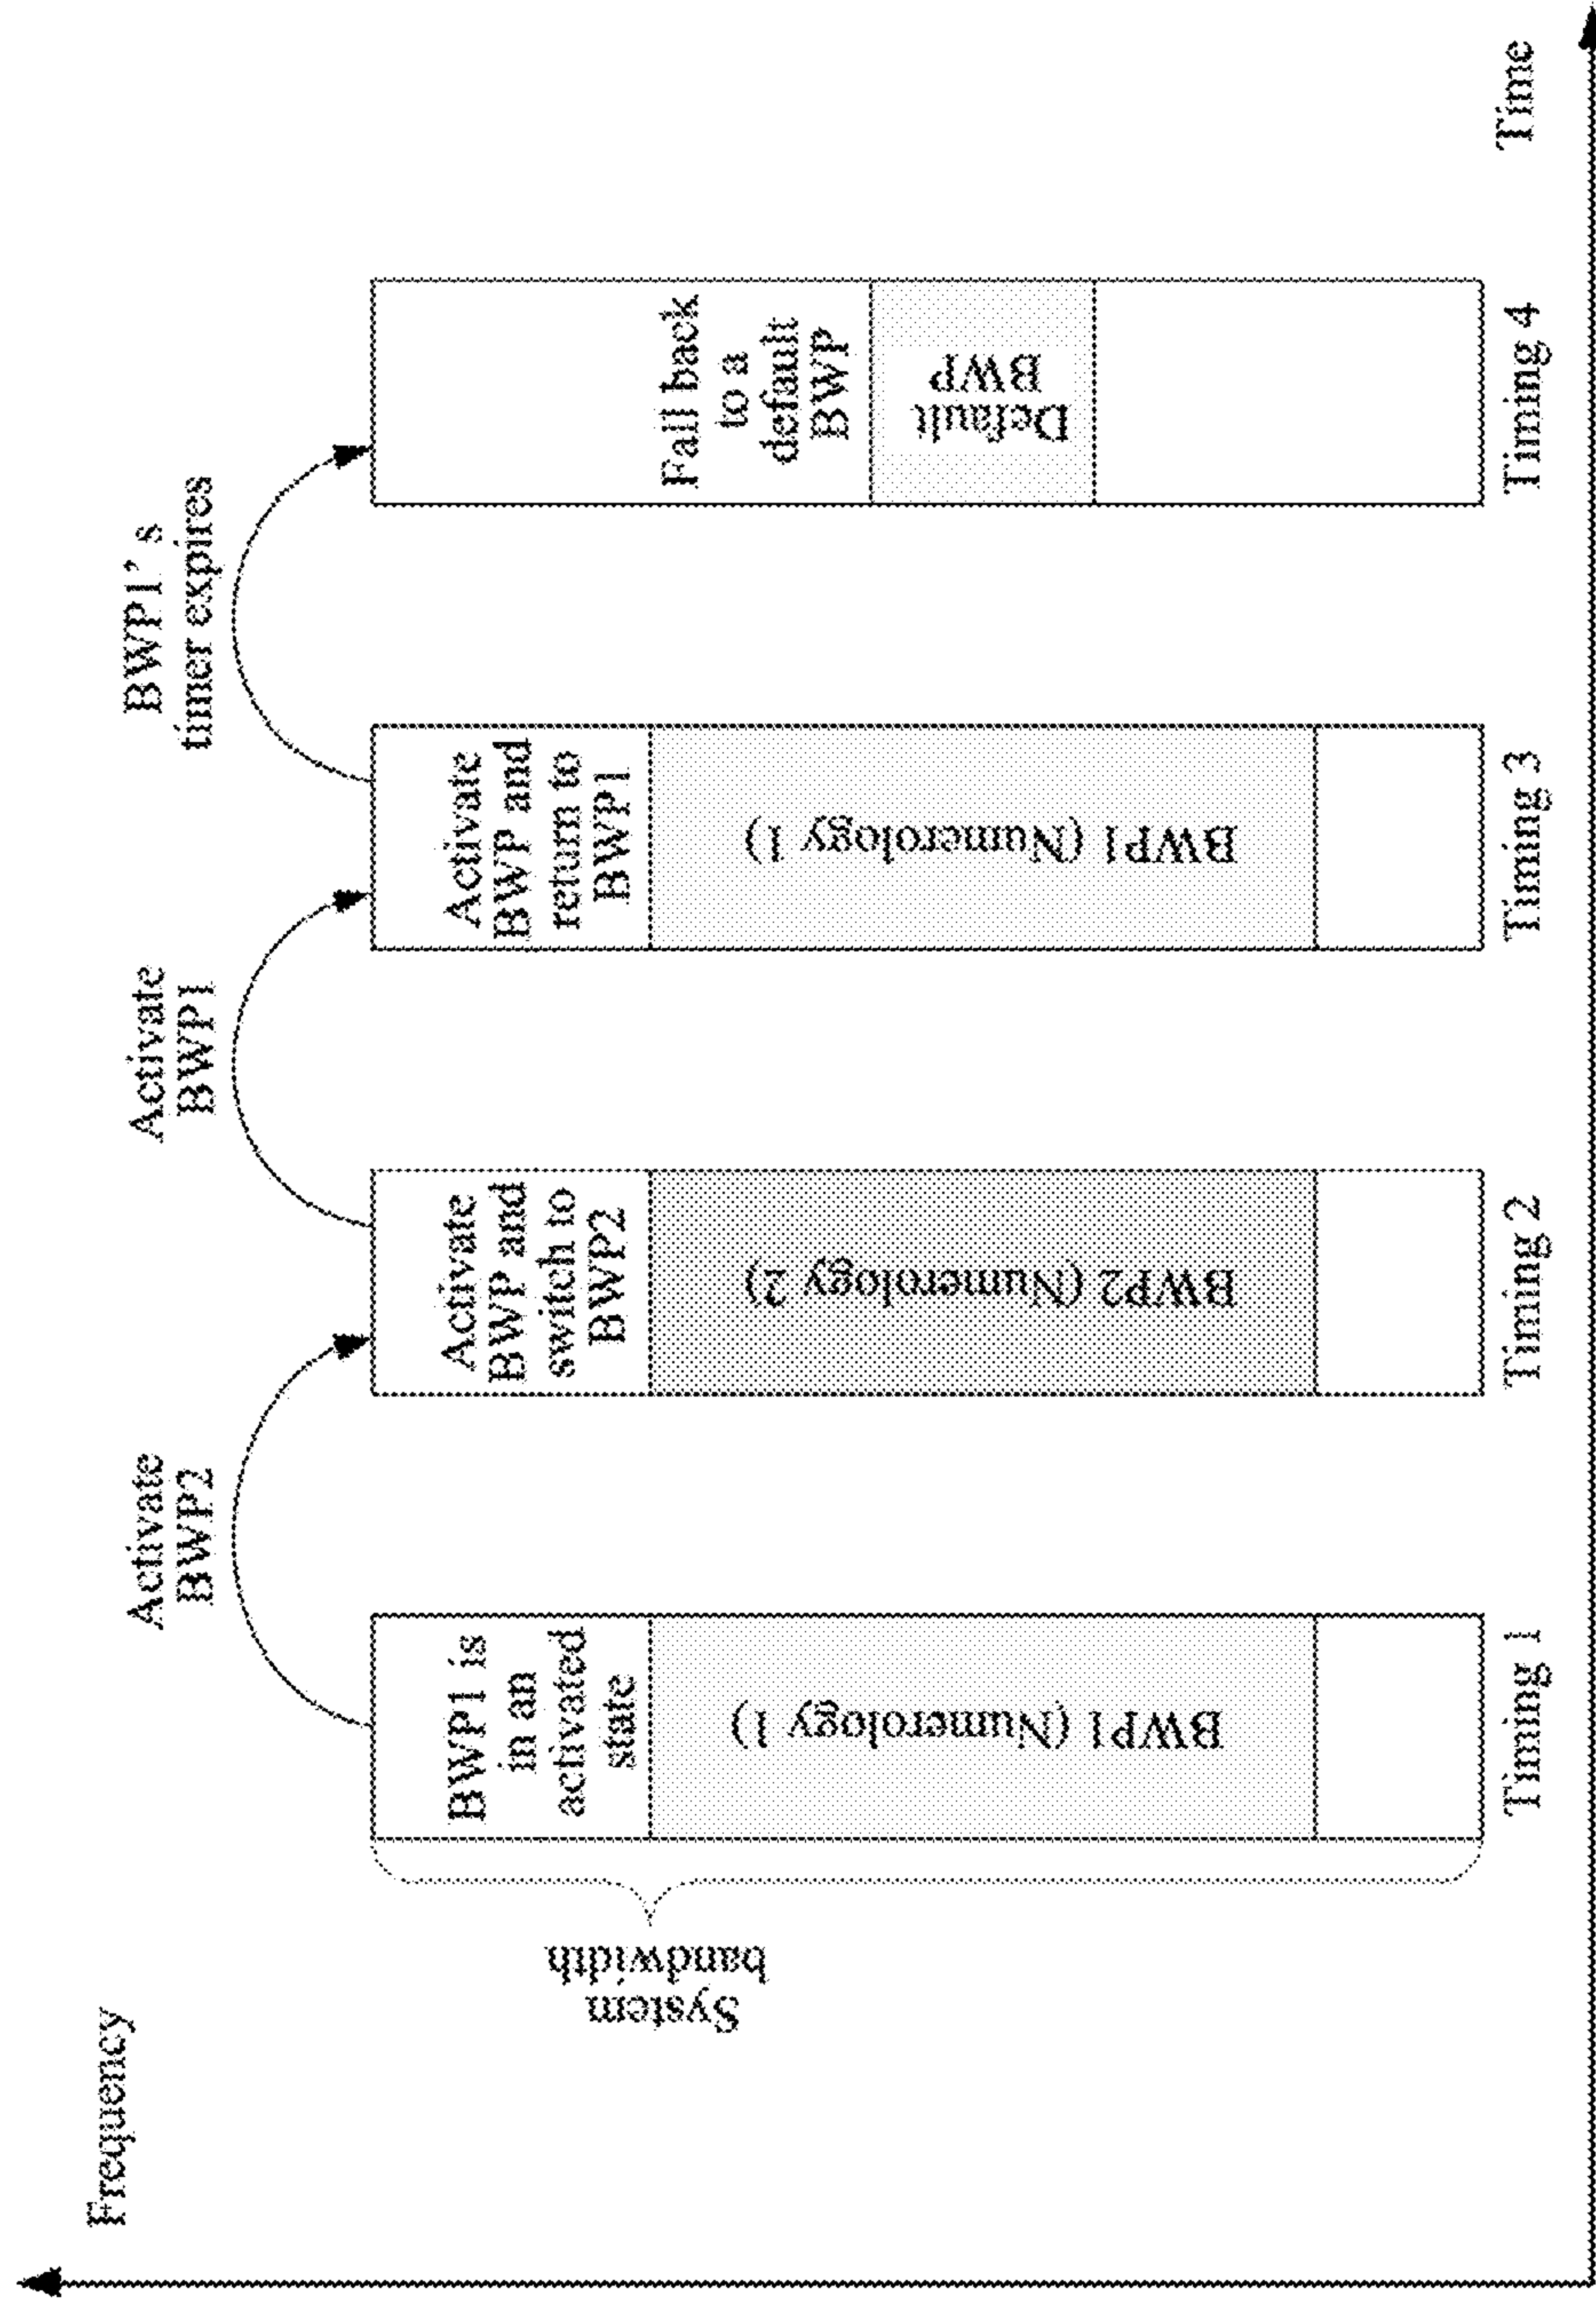 Frequency
System
bandwidth
Activate
BWP2
Activate
BWP1
BWP1's
timer expires
BWP1 is
in an
activated
state
BWP1 (Numerology 1)
Timing 1
Activate
BWP and
switch to
BWP2
BWP2 (Numerology 2)
Timing 2
Activate
BWP and
return to
BWP1
BWP1 (Numerology 1)
Timing 3
Fall back
to a
default
BWP
Default
BWP
Timing 4
Time